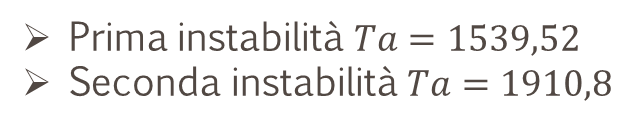 ➢ Prima instabilità Ta = 1539,52
➢ Seconda instabilità Ta = 1910,8